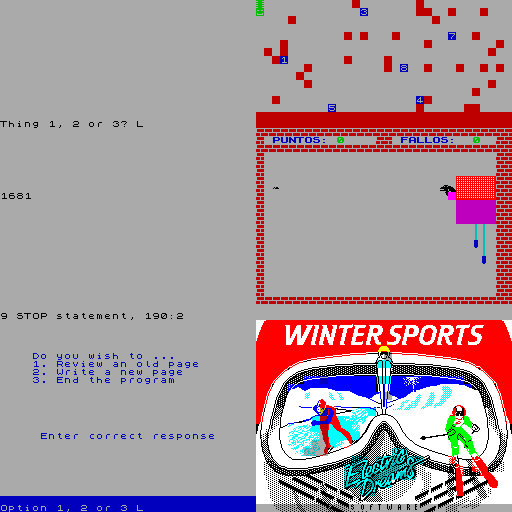 3
7
1
6
4
5
Thing 1, 2 or 3? L
PUNTOS: 0 FALLOS: 0
1681
9 STOP statement, 190:2
WINTER SPORTS
Do you wish to ...
1. Review an old page
2. Write a new page
3. End the program
Enter correct response
Electric
Dreams
SOFTWARE
Option 1, 2 or 3 L